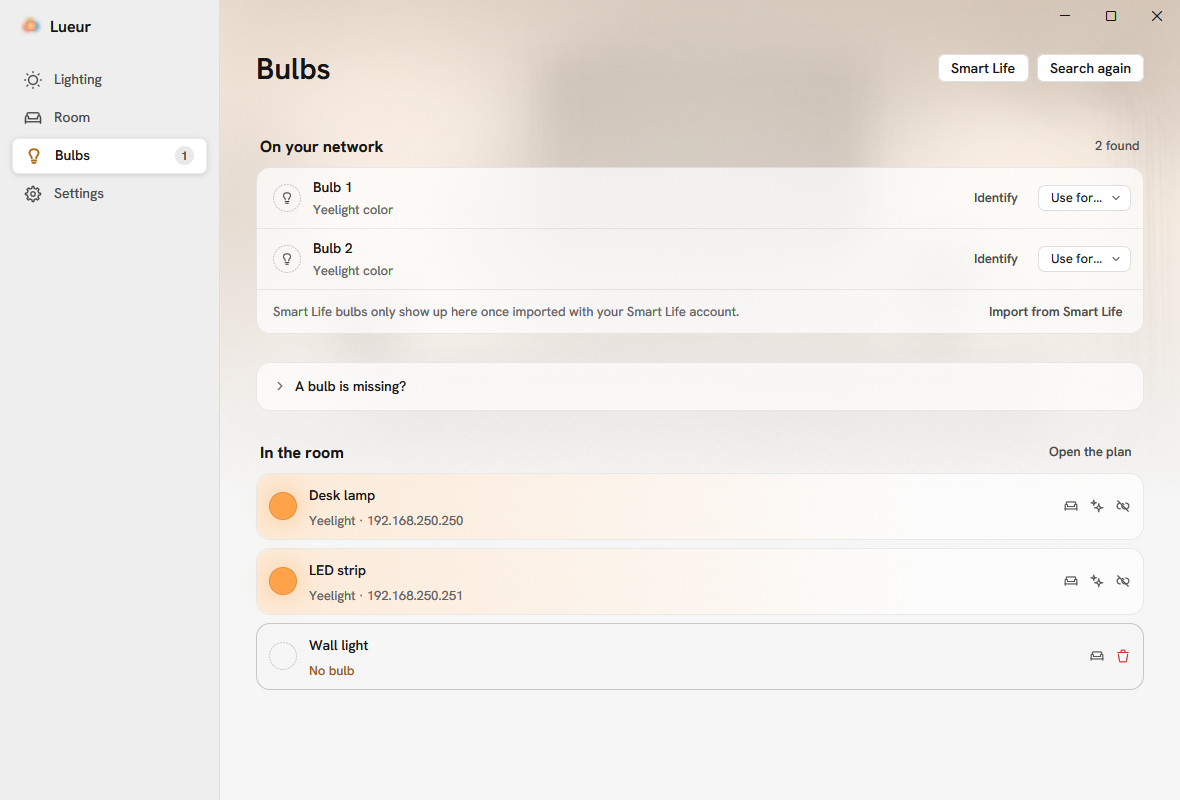 Lueur
Lighting
Room
Bulbs 1
Settings
Bulbs
Smart Life
Search again
On your network
2 found
Bulb 1
Yeelight color
Identify
Use for...
Bulb 2
Yeelight color
Identify
Use for...
Smart Life bulbs only show up here once imported with your Smart Life account.
Import from Smart Life
A bulb is missing?
In the room
Open the plan
Desk lamp
Yeelight · 192.168.250.250
LED strip
Yeelight · 192.168.250.251
Wall light
No bulb